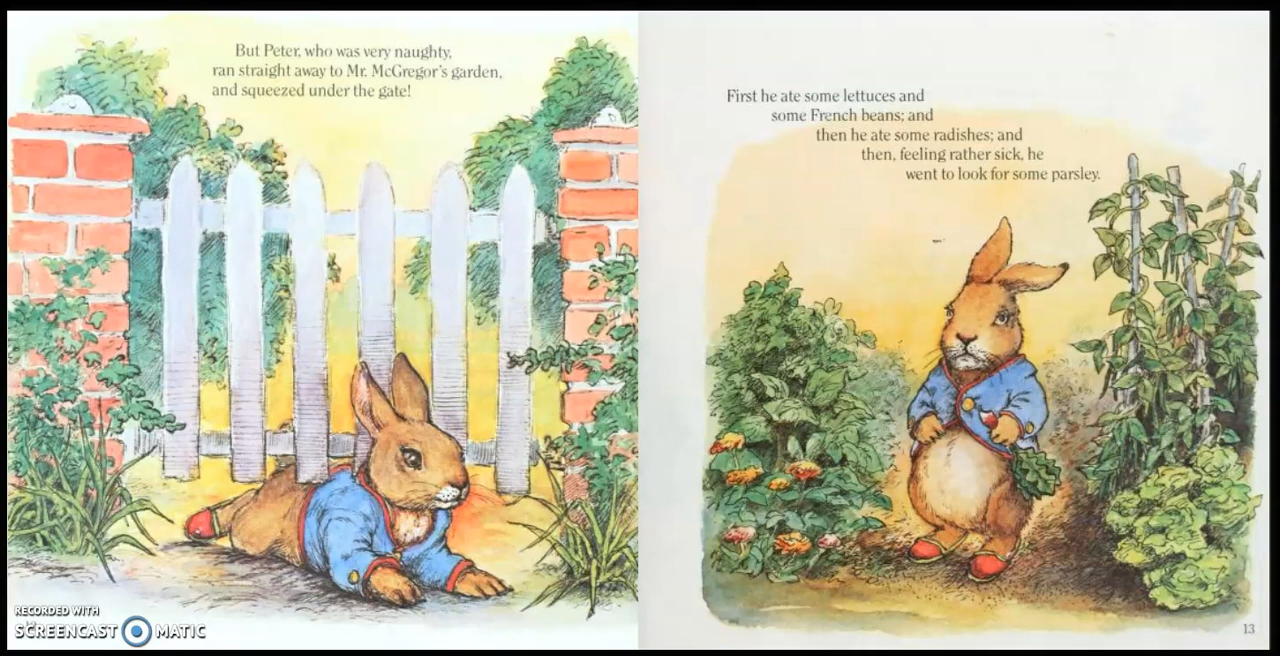 But Peter, who was very naughty,
ran straight away to Mr. McGregor's garden,
and squeezed under the gate!
First he ate some lettuces and
some French beans; and
then he ate some radishes; and
then, feeling rather sick, he
went to look for some parsley.
RECORDED WITH
SCREENCAST MATIC
13